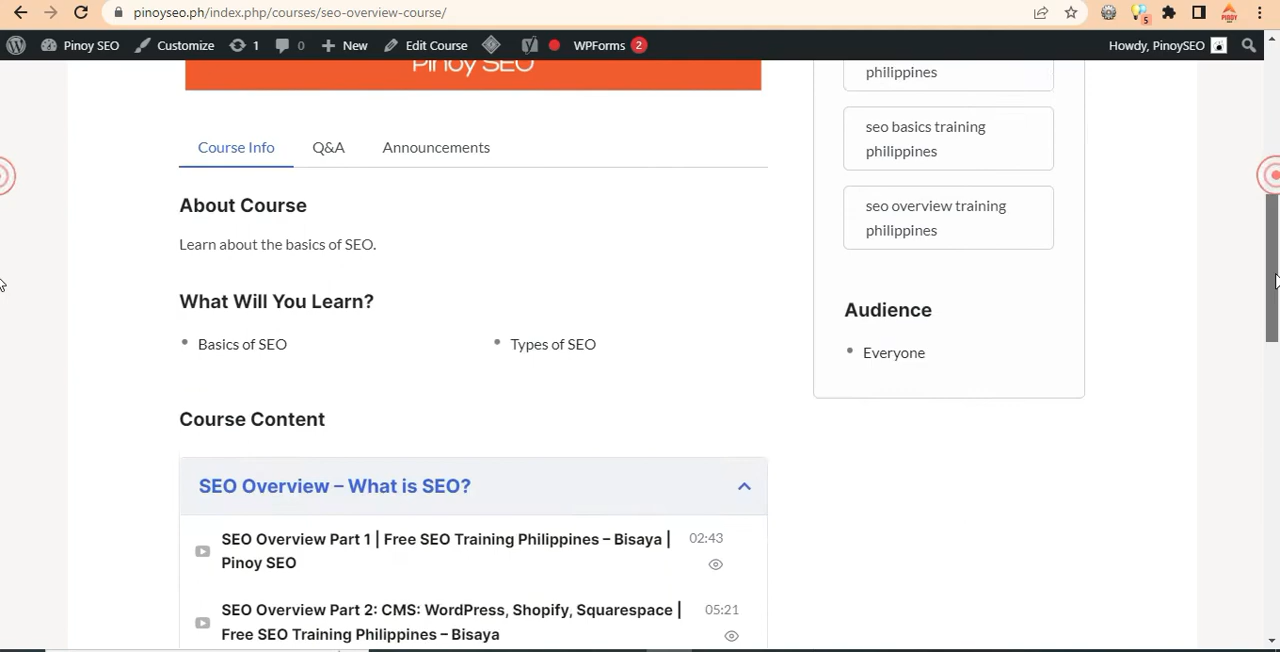 pinoyseo.ph/index.php/courses/seo-overview-course/
5
Pinoy SEO
Customize
1
0
New
Edit Course
WPForms
2
Howdy, PinoySEO
Pinoy SEO
Course Info
Q&A
Announcements
About Course
Learn about the basics of SEO.
What Will You Learn?
Basics of SEO
Types of SEO
Course Content
SEO Overview – What is SEO?
SEO Overview Part 1 | Free SEO Training Philippines – Bisaya |
Pinoy SEO
02:43
SEO Overview Part 2: CMS: WordPress, Shopify, Squarespace |
Free SEO Training Philippines – Bisaya
05:21
philippines
seo basics training
philippines
seo overview training
philippines
Audience
Everyone